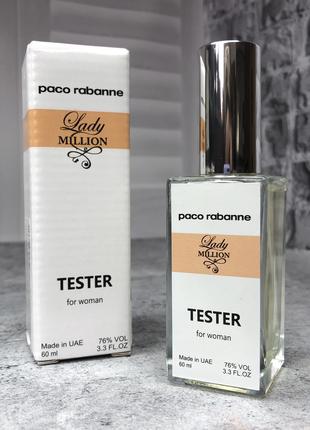 paco rabanne
Lady
MILLION
TESTER
for woman
Made in UAE 76% VOL
60 ml 3.3 FL.OZ
paco rabanne
Lady
MILLION
TESTER
for woman
Made in UAE 76% VOL
60 ml 3.3 FL.OZ